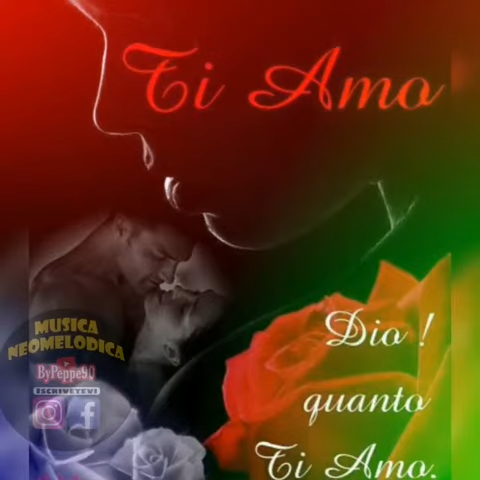 Ti Amo
Dio !
quanto
Ti Amo.
MUSICA
NEOMELODICA
ByPeppe90
ISCRIVETEVI